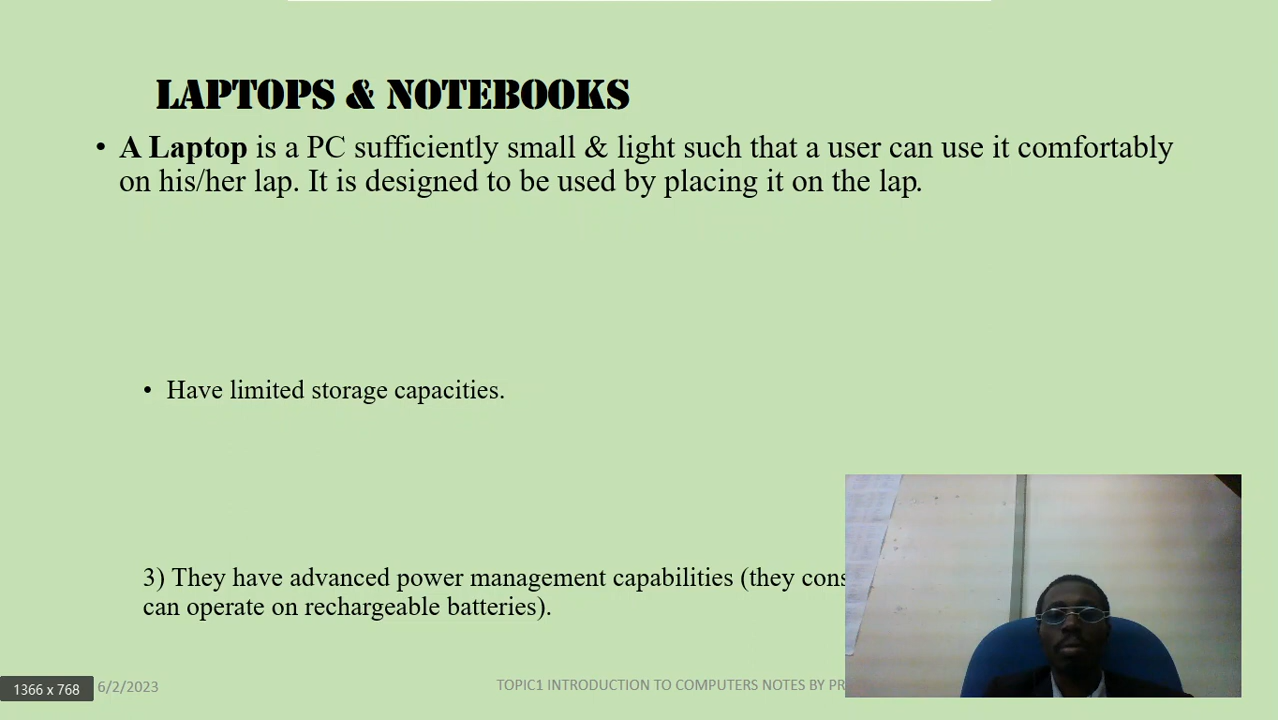 LAPTOPS & NOTEBOOKS
• A Laptop is a PC sufficiently small & light such that a user can use it comfortably
on his/her lap. It is designed to be used by placing it on the lap.
• Have limited storage capacities.
3) They have advanced power management capabilities (they cons
can operate on rechargeable batteries).
1366 x 768
6/2/2023
TOPIC1 INTRODUCTION TO COMPUTERS NOTES BY PR